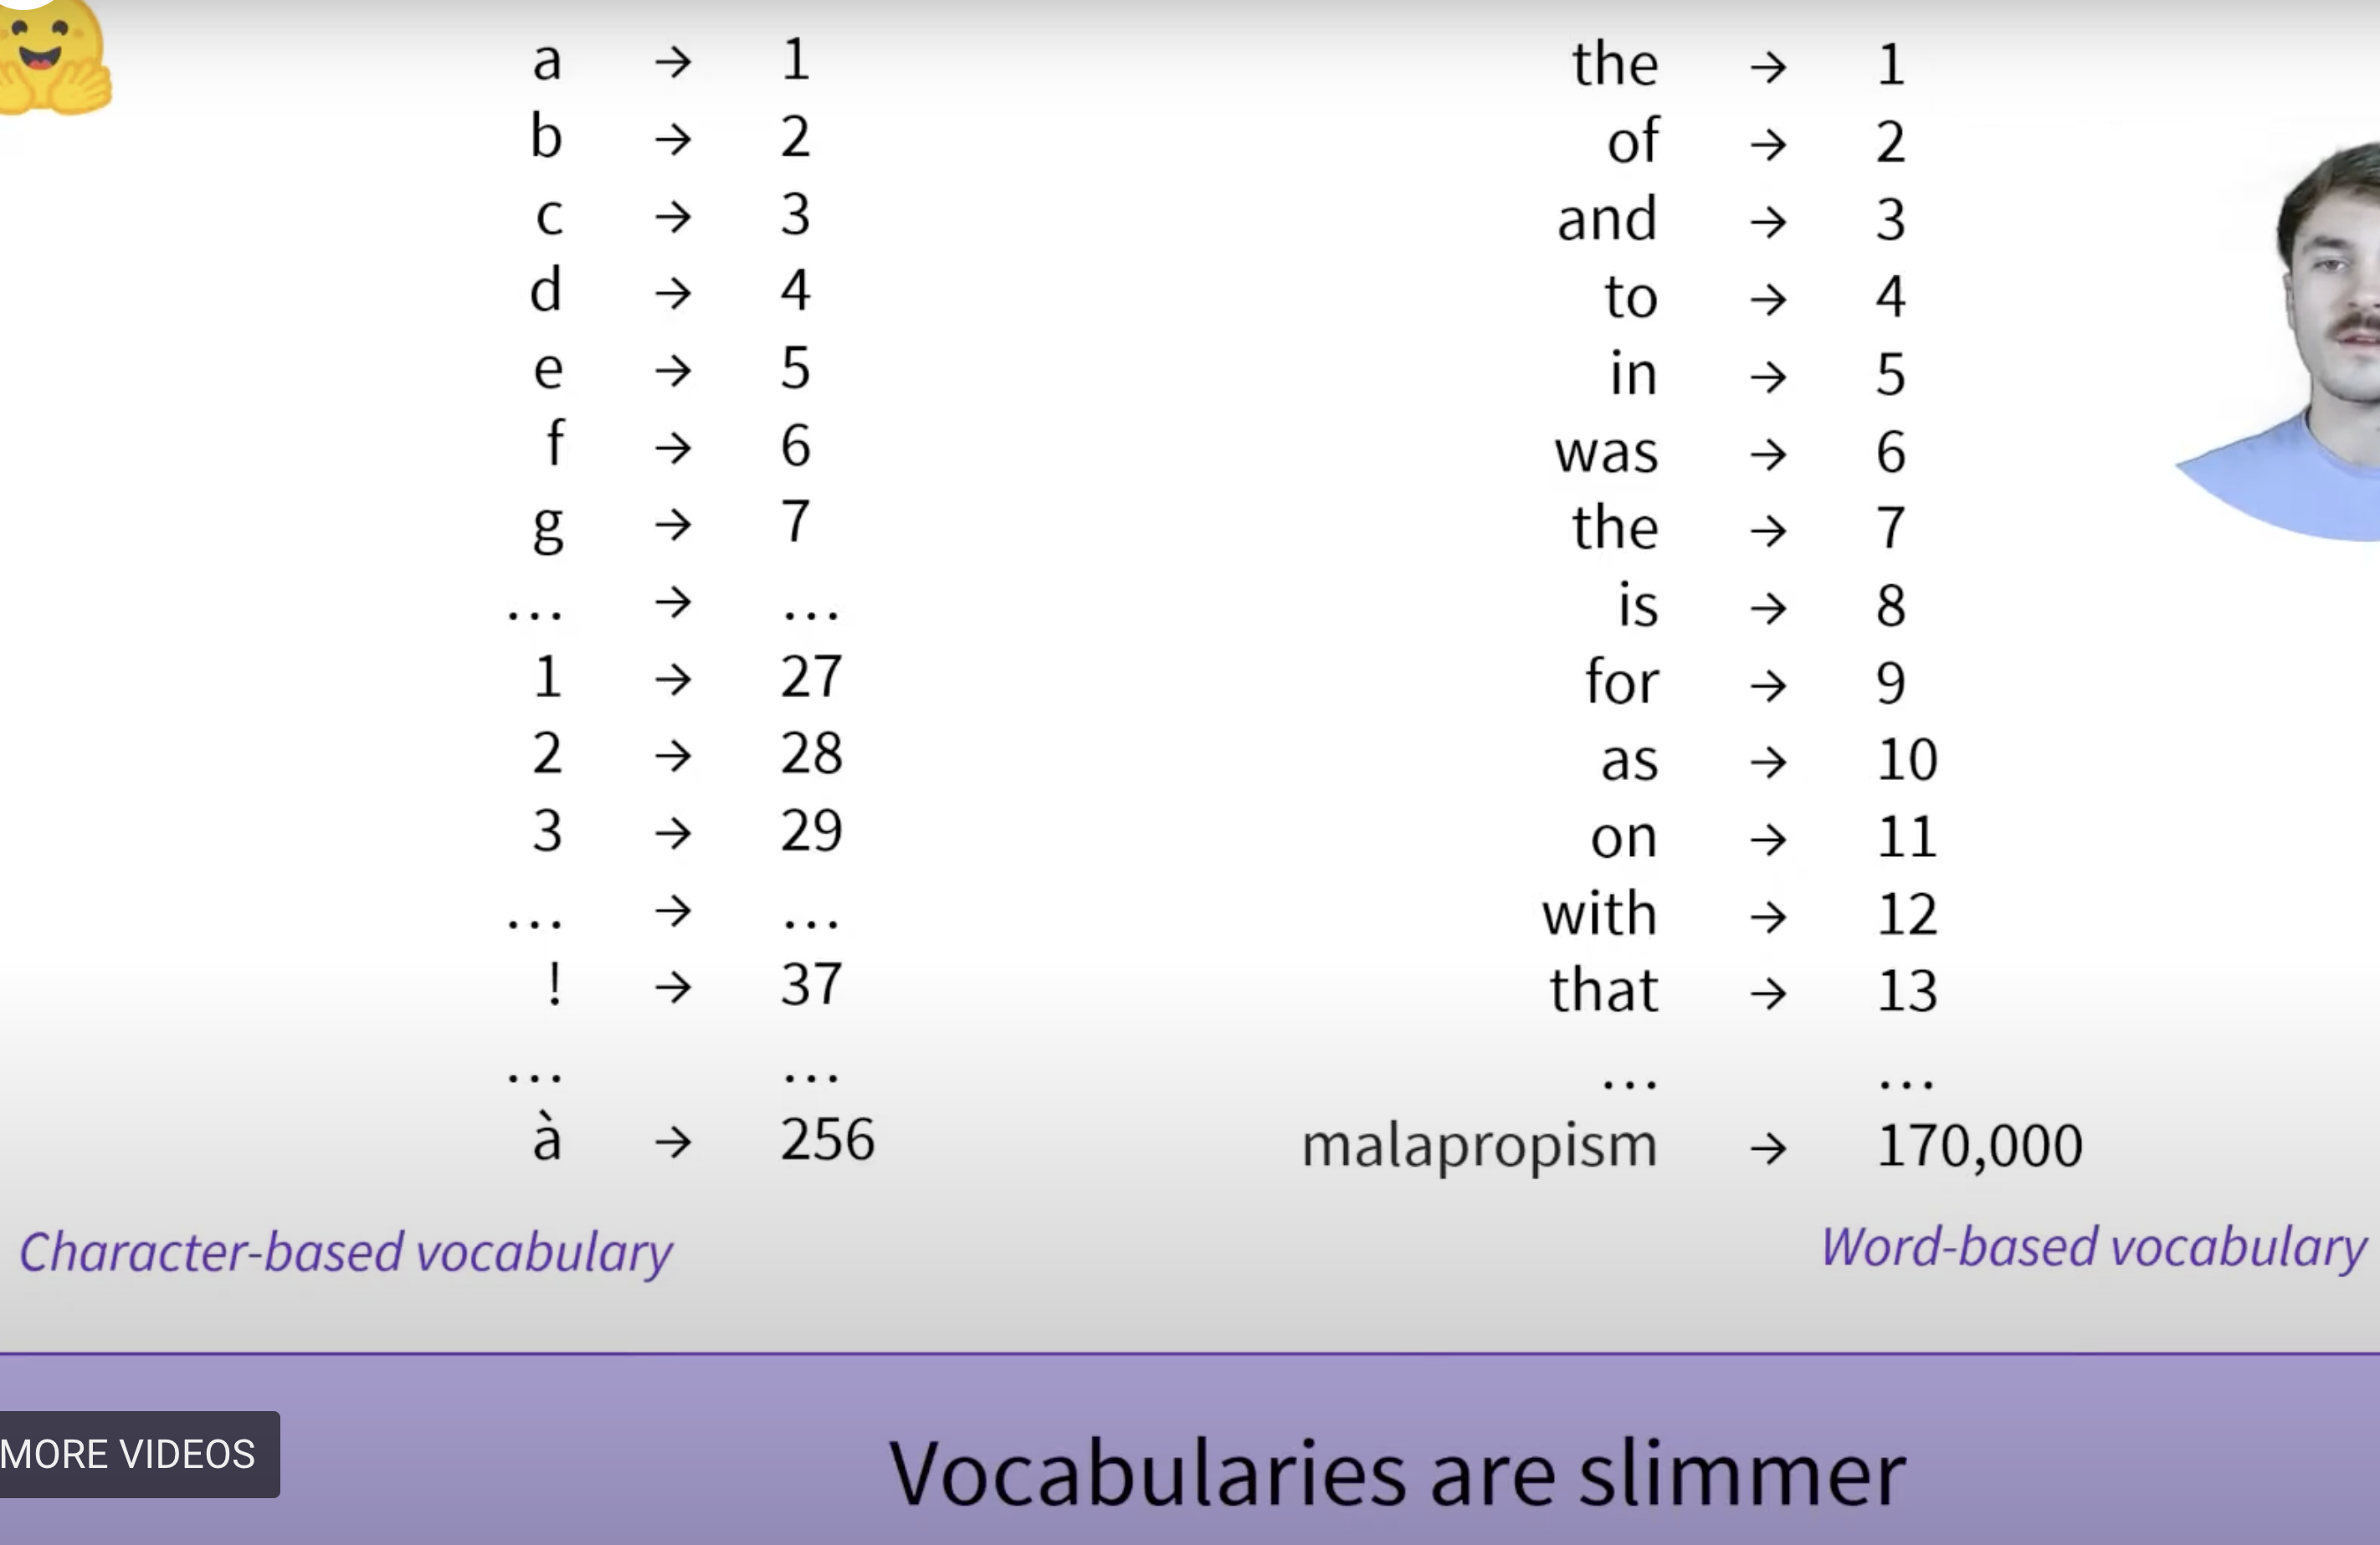 a → 1
b → 2
c → 3
d → 4
e → 5
f → 6
g → 7
... → ...
1 → 27
2 → 28
3 → 29
... → ...
! → 37
... ...
à → 256
Character-based vocabulary
the → 1
of → 2
and → 3
to → 4
in → 5
was → 6
the → 7
is → 8
for → 9
as → 10
on → 11
with → 12
that → 13
... ...
malapropism → 170,000
Word-based vocabulary
MORE VIDEOS
Vocabularies are slimmer